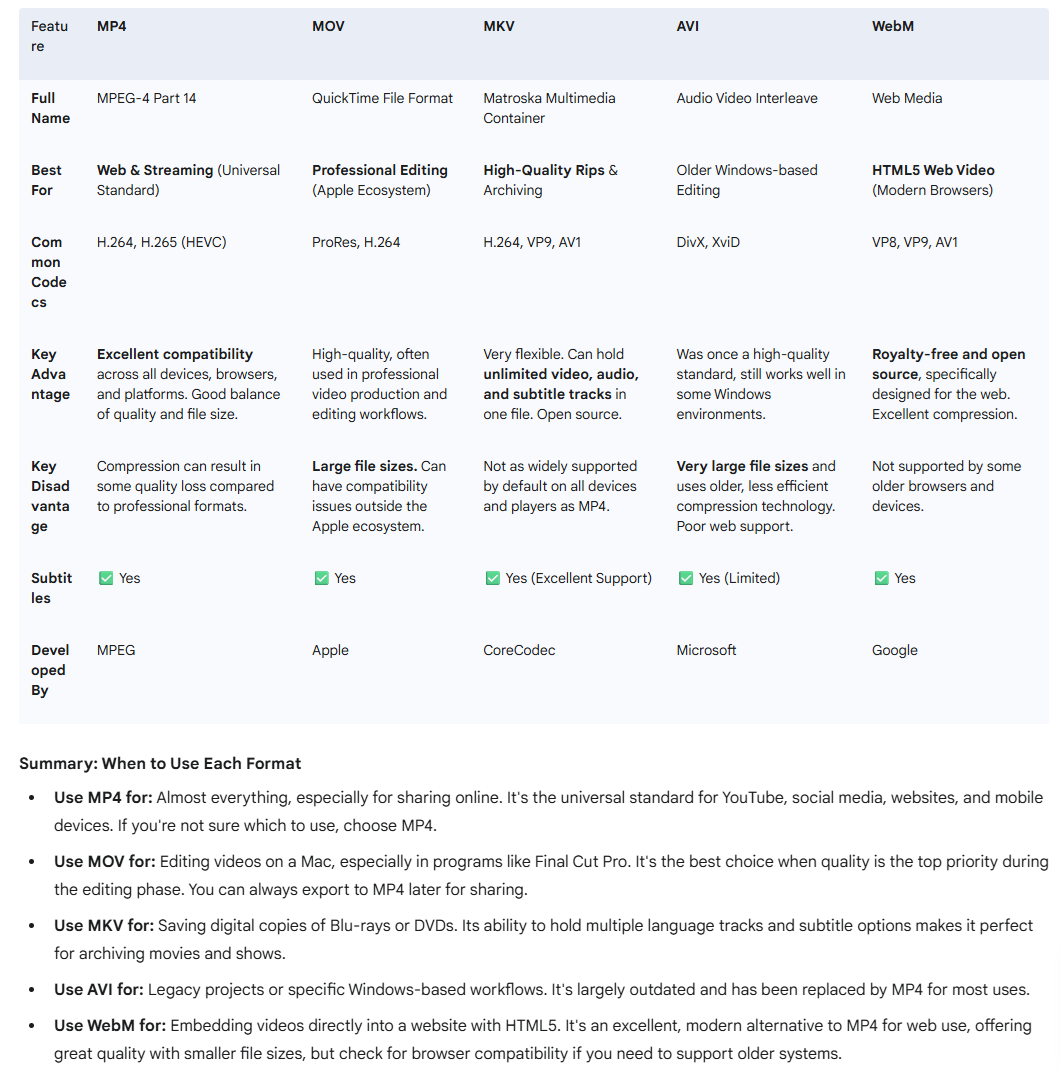 Featu
re
MP4
MOV
MKV
AVI
WebM
Full
Name
MPEG-4 Part 14
QuickTime File Format
Matroska Multimedia
Container
Audio Video Interleave
Web Media
Best
For
Web & Streaming (Universal
Standard)
Professional Editing
(Apple Ecosystem)
High-Quality Rips &
Archiving
Older Windows-based
Editing
HTML5 Web Video
(Modern Browsers)
Com
mon
Code
cs
H.264, H.265 (HEVC)
ProRes, H.264
H.264, VP9, AV1
DivX, XviD
VP8, VP9, AV1
Key
Adva
ntage
Excellent compatibility
across all devices, browsers,
and platforms. Good balance
of quality and file size.
High-quality, often
used in professional
video production and
editing workflows.
Very flexible. Can hold
unlimited video, audio,
and subtitle tracks in
one file. Open source.
Was once a high-quality
standard, still works well in
some Windows
environments.
Royalty-free and open
source, specifically
designed for the web.
Excellent compression.
Key
Disad
vanta
ge
Compression can result in
some quality loss compared
to professional formats.
Large file sizes. Can
have compatibility
issues outside the
Apple ecosystem.
Not as widely supported
by default on all devices
and players as MP4.
Very large file sizes and
uses older, less efficient
compression technology.
Poor web support.
Not supported by some
older browsers and
devices.
Subtit
les
✅ Yes
✅ Yes
✅ Yes (Excellent Support)
✅ Yes (Limited)
✅ Yes
Devel
oped
By
MPEG
Apple
CoreCodec
Microsoft
Google
Summary: When to Use Each Format
• Use MP4 for: Almost everything, especially for sharing online. It's the universal standard for YouTube, social media, websites, and mobile
devices. If you're not sure which to use, choose MP4.
• Use MOV for: Editing videos on a Mac, especially in programs like Final Cut Pro. It's the best choice when quality is the top priority during
the editing phase. You can always export to MP4 later for sharing.
• Use MKV for: Saving digital copies of Blu-rays or DVDs. Its ability to hold multiple language tracks and subtitle options makes it perfect
for archiving movies and shows.
• Use AVI for: Legacy projects or specific Windows-based workflows. It's largely outdated and has been replaced by MP4 for most uses.
• Use WebM for: Embedding videos directly into a website with HTML5. It's an excellent, modern alternative to MP4 for web use, offering
great quality with smaller file sizes, but check for browser compatibility if you need to support older systems.